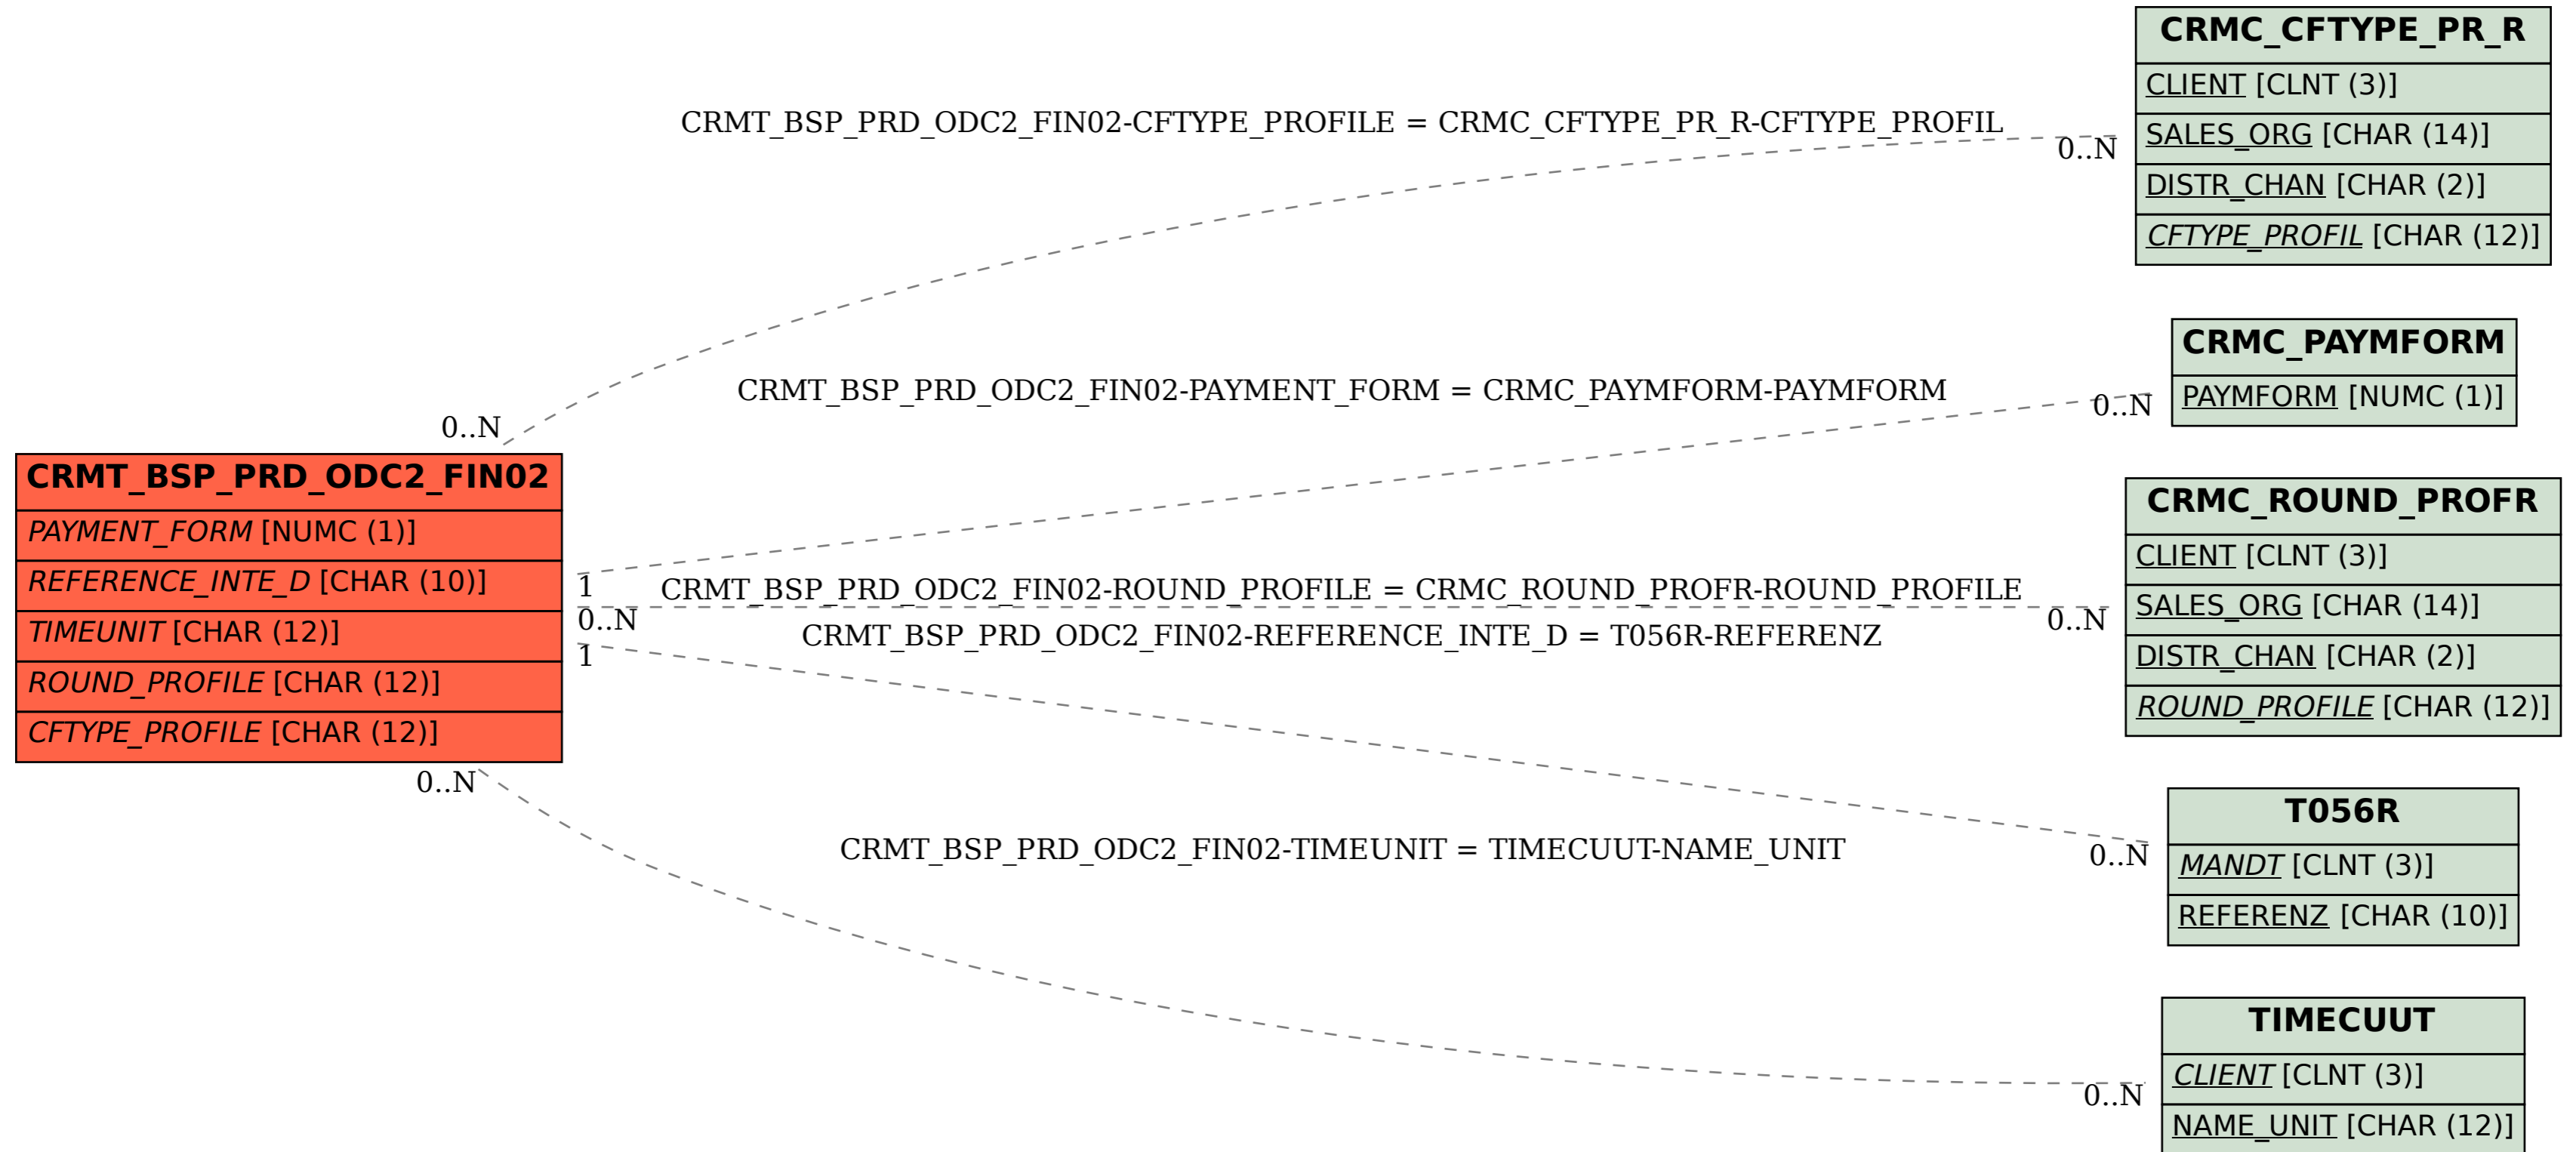 CRMC_CFTYPE_PR_R
CLIENT [CLNT (3)]
SALES_ORG [CHAR (14)]
DISTR_CHAN [CHAR (2)]
CFTYPE_PROFIL [CHAR (12)]
CRMT_BSP_PRD_ODC2_FIN02-CFTYPE_PROFILE = CRMC_CFTYPE_PR_R-CFTYPE_PROFIL
0..N
0..N
CRMC_PAYMFORM
PAYMFORM [NUMC (1)]
CRMT_BSP_PRD_ODC2_FIN02-PAYMENT_FORM = CRMC_PAYMFORM-PAYMFORM
0..N
1
CRMT_BSP_PRD_ODC2_FIN02
PAYMENT_FORM [NUMC (1)]
REFERENCE_INTE_D [CHAR (10)]
TIMEUNIT [CHAR (12)]
ROUND_PROFILE [CHAR (12)]
CFTYPE_PROFILE [CHAR (12)]
CRMC_ROUND_PROFR
CLIENT [CLNT (3)]
SALES_ORG [CHAR (14)]
DISTR_CHAN [CHAR (2)]
ROUND_PROFILE [CHAR (12)]
CRMT_BSP_PRD_ODC2_FIN02-ROUND_PROFILE = CRMC_ROUND_PROFR-ROUND_PROFILE
0..N
0..N
CRMT_BSP_PRD_ODC2_FIN02-REFERENCE_INTE_D = T056R-REFERENZ
1
0..N
T056R
MANDT [CLNT (3)]
REFERENZ [CHAR (10)]
0..N
CRMT_BSP_PRD_ODC2_FIN02-TIMEUNIT = TIMECUUT-NAME_UNIT
0..N
TIMECUUT
CLIENT [CLNT (3)]
NAME_UNIT [CHAR (12)]